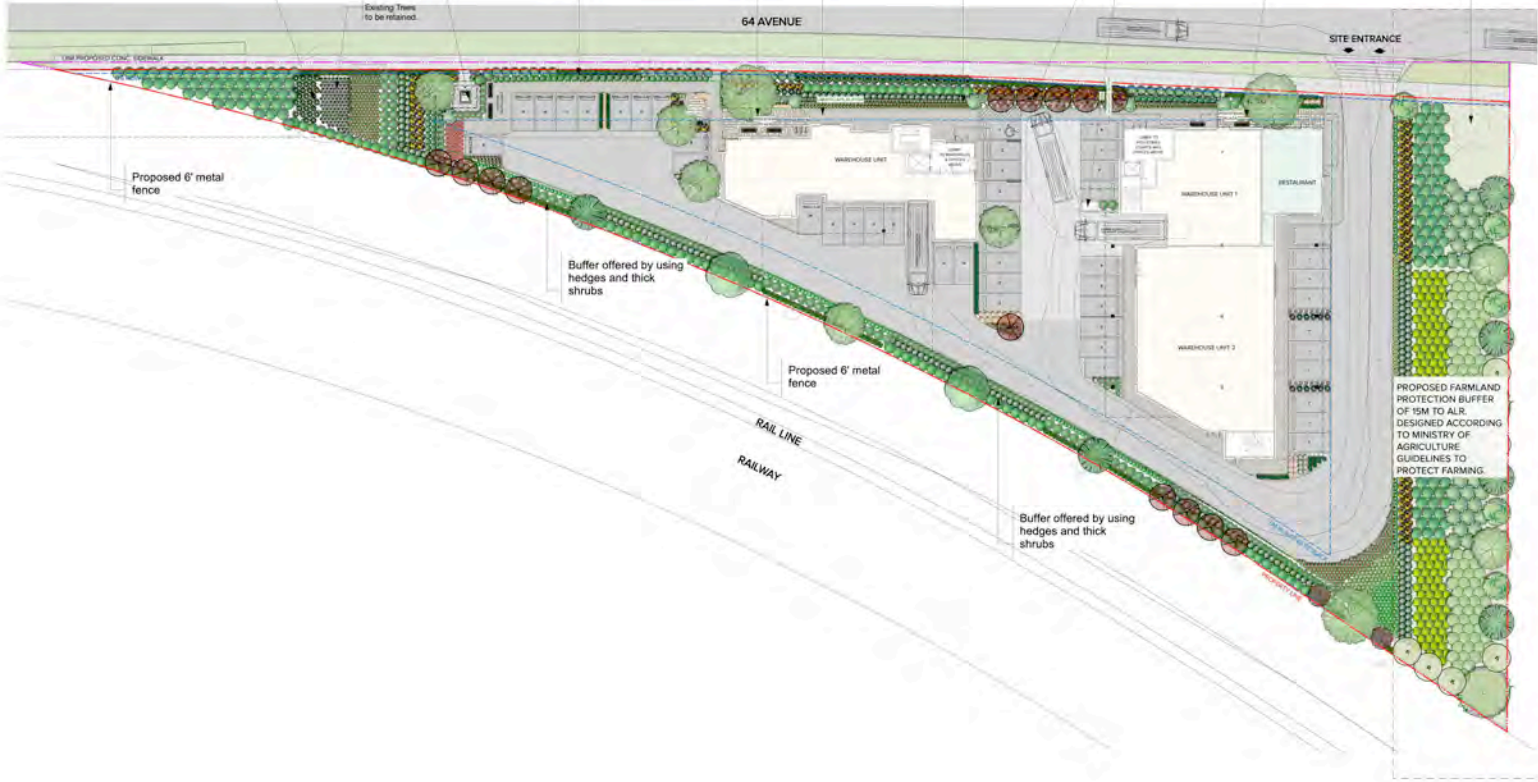 Existing Trees
to be retained.
64 AVENUE
SITE ENTRANCE
Proposed 6' metal
fence
WAREHOUSE UNIT
WAREHOUSE UNIT 1
RESTAURANT
Buffer offered by using
hedges and thick
shrubs
WAREHOUSE UNIT 2
Proposed 6' metal
fence
PROPOSED FARMLAND
PROTECTION BUFFER
OF 15M TO ALR.
DESIGNED ACCORDING
TO MINISTRY OF
AGRICULTURE
GUIDELINES TO
PROTECT FARMING.
RAIL LINE
RAILWAY
Buffer offered by using
hedges and thick
shrubs
PROPERTY LINE